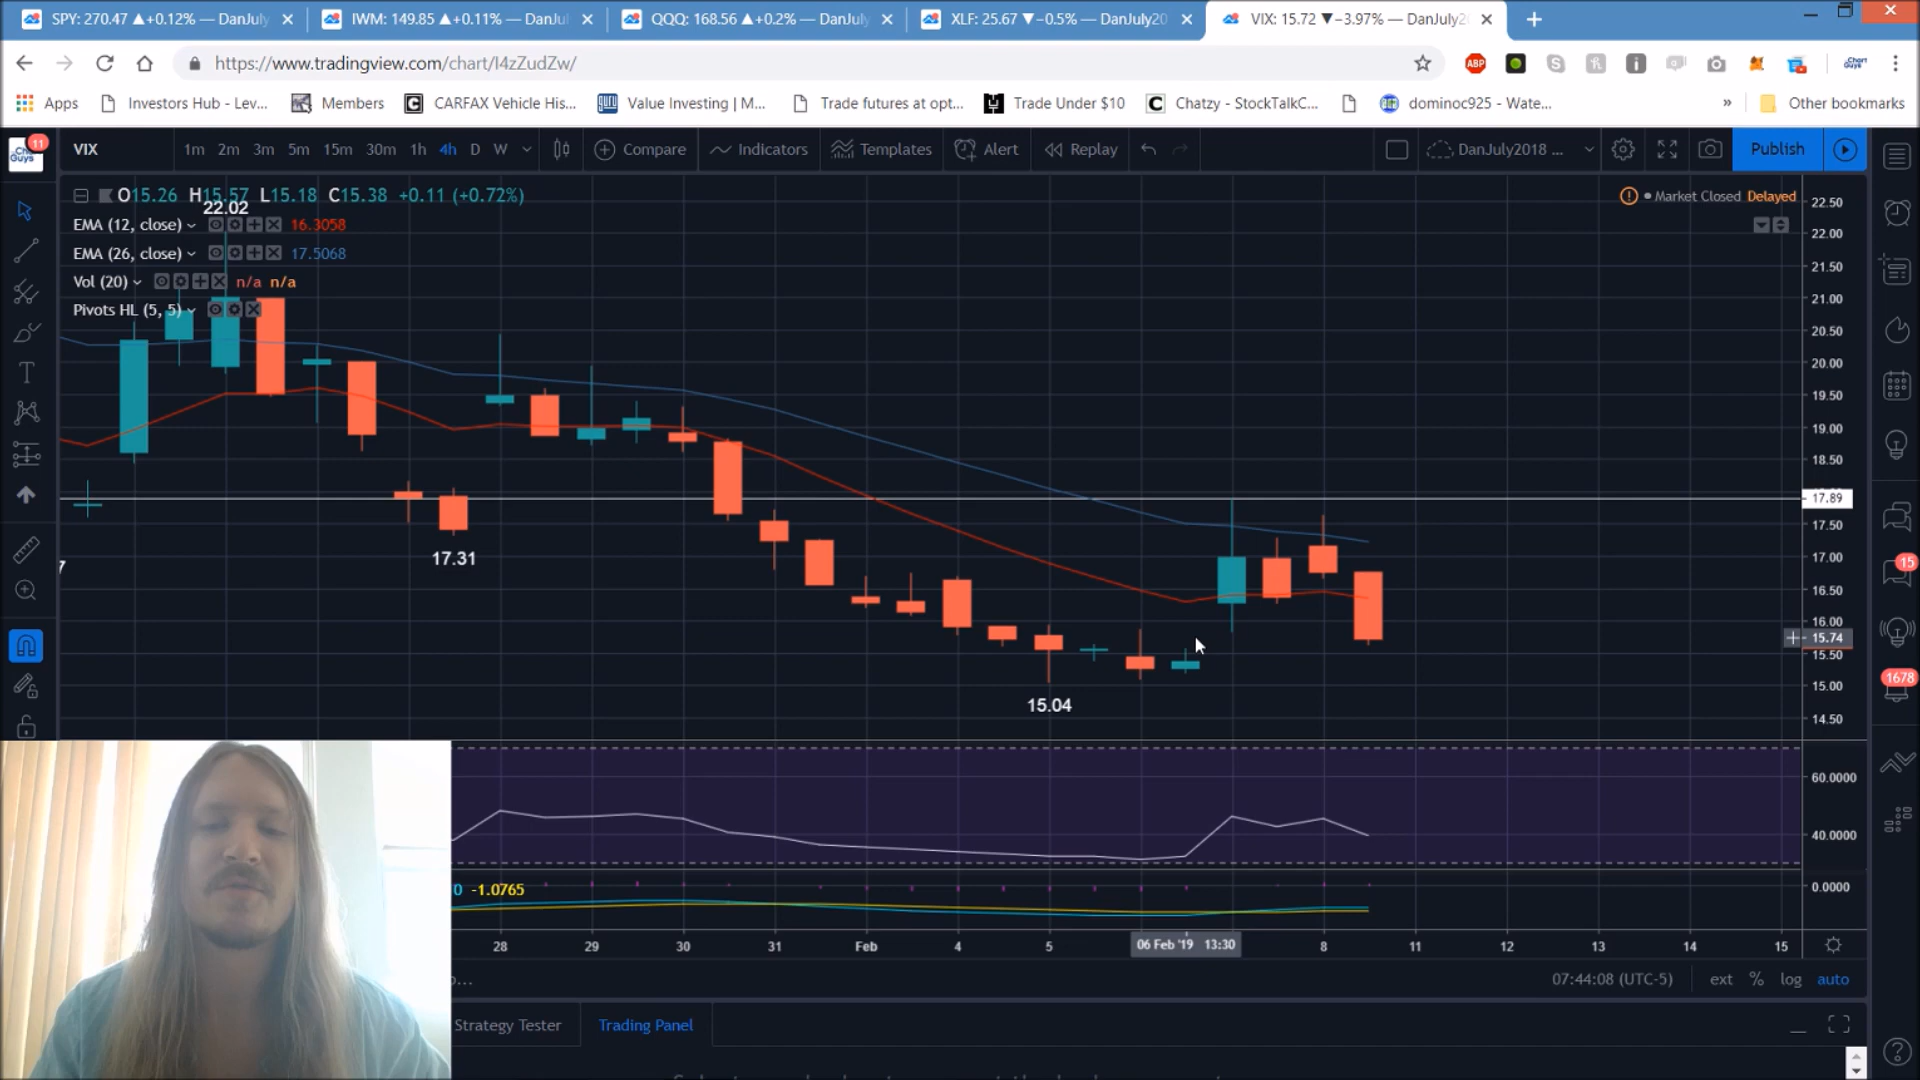 SPY: 270.47 ▲+0.12% — DanJuly
IWM: 149.85 ▲+0.11% — DanJul
QQQ: 168.56 ▲+0.2% — DanJuly
XLF: 25.67 ▼−0.5% — DanJuly20
VIX: 15.72 ▼−3.97% — DanJuly2
https://www.tradingview.com/chart/I4zZudZw/
ABP
Apps
Investors Hub - Lev...
Members
CARFAX Vehicle His...
guru
Value Investing | M...
Trade futures at opt...
Trade Under $10
Chatzy - StockTalkC...
dominoc925 - Wate...
»
Other bookmarks
11
VIX
1m 2m 3m 5m 15m 30m 1h 4h D W
Compare
Indicators
Templates
Alert
Replay
DanJuly2018 ...
Publish
O15.26 H15.57 L15.18 C15.38 +0.11 (+0.72%)
22.02
Market Closed Delayed
EMA (12, close) 16.3058
EMA (26, close) 17.5068
Vol (20) n/a n/a
Pivots HL (5, 5)
17.31
15.04
22.50
22.00
21.50
21.00
20.50
20.00
19.50
19.00
18.50
17.89
17.50
17.00
16.50
16.00
15.74
15.50
15.00
14.50
60.0000
40.0000
0.0000
15
1678
0 -1.0765
28 29 30 31 Feb 4 5 06 Feb '19 13:30 8 11 12 13 14 15
07:44:08 (UTC-5)
ext % log auto
Strategy Tester
Trading Panel